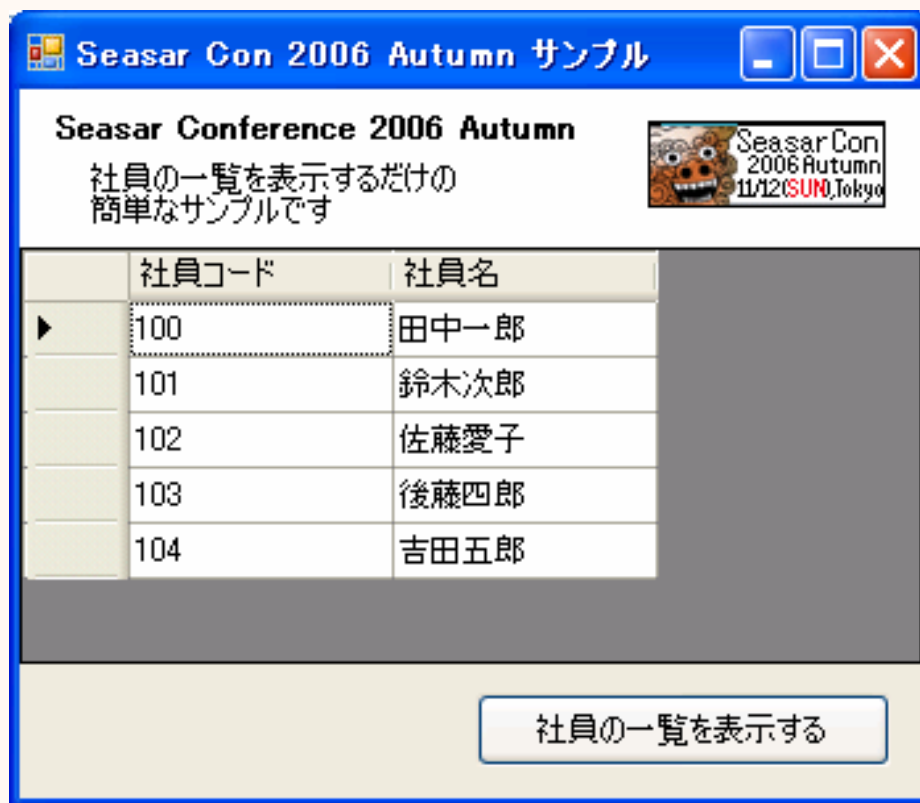 Seasar Con 2006 Autumn サンプル
Seasar Conference 2006 Autumn
社員の一覧を表示するだけの
簡単なサンプルです
Seasar Con
2006 Autumn
11/12(SUN),Tokyo
社員コード 社員名
100 田中一郎
101 鈴木次郎
102 佐藤愛子
103 後藤四郎
104 吉田五郎
社員の一覧を表示する